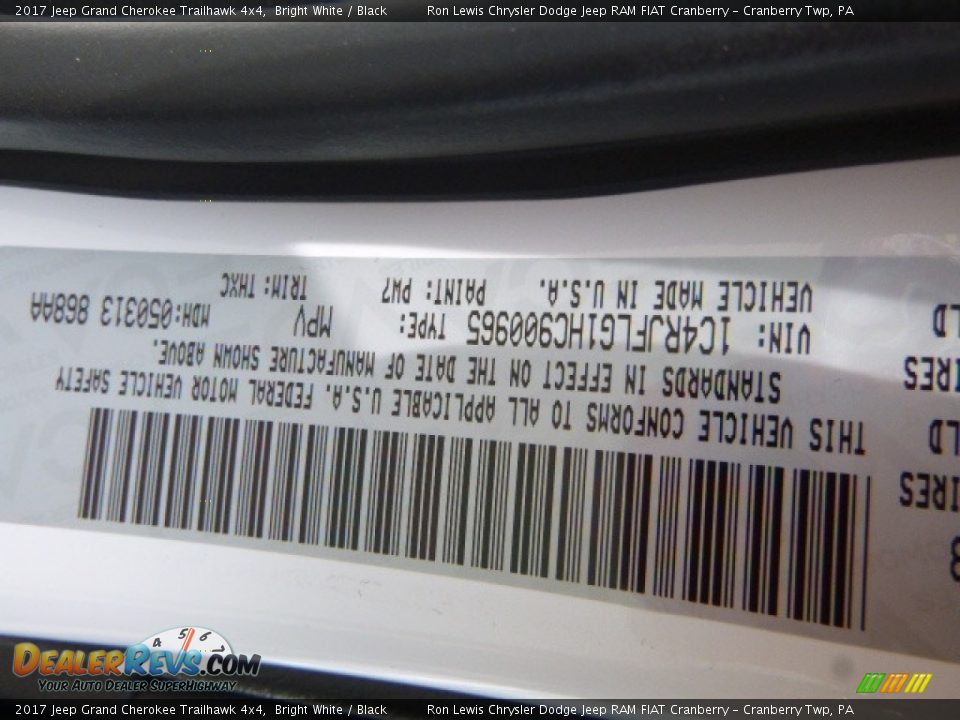 2017 Jeep Grand Cherokee Trailhawk 4x4, Bright White / Black Ron Lewis Chrysler Dodge Jeep RAM FIAT Cranberry - Cranberry Twp, PA
THIS VEHICLE CONFORMS TO ALL APPLICABLE U.S.A. FEDERAL MOTOR VEHICLE SAFETY
STANDARDS IN EFFECT ON THE DATE OF MANUFACTURE SHOWN ABOVE.
VIN: 1C4RJFLG1HC900965 TYPE: MPV MDH:050313 868AA
VEHICLE MADE IN U.S.A. PAINT: PW7 TRIM: THXC
DEALERREVS.COM
YOUR AUTO DEALER SUPERHIGHWAY
2017 Jeep Grand Cherokee Trailhawk 4x4, Bright White / Black Ron Lewis Chrysler Dodge Jeep RAM FIAT Cranberry - Cranberry Twp, PA